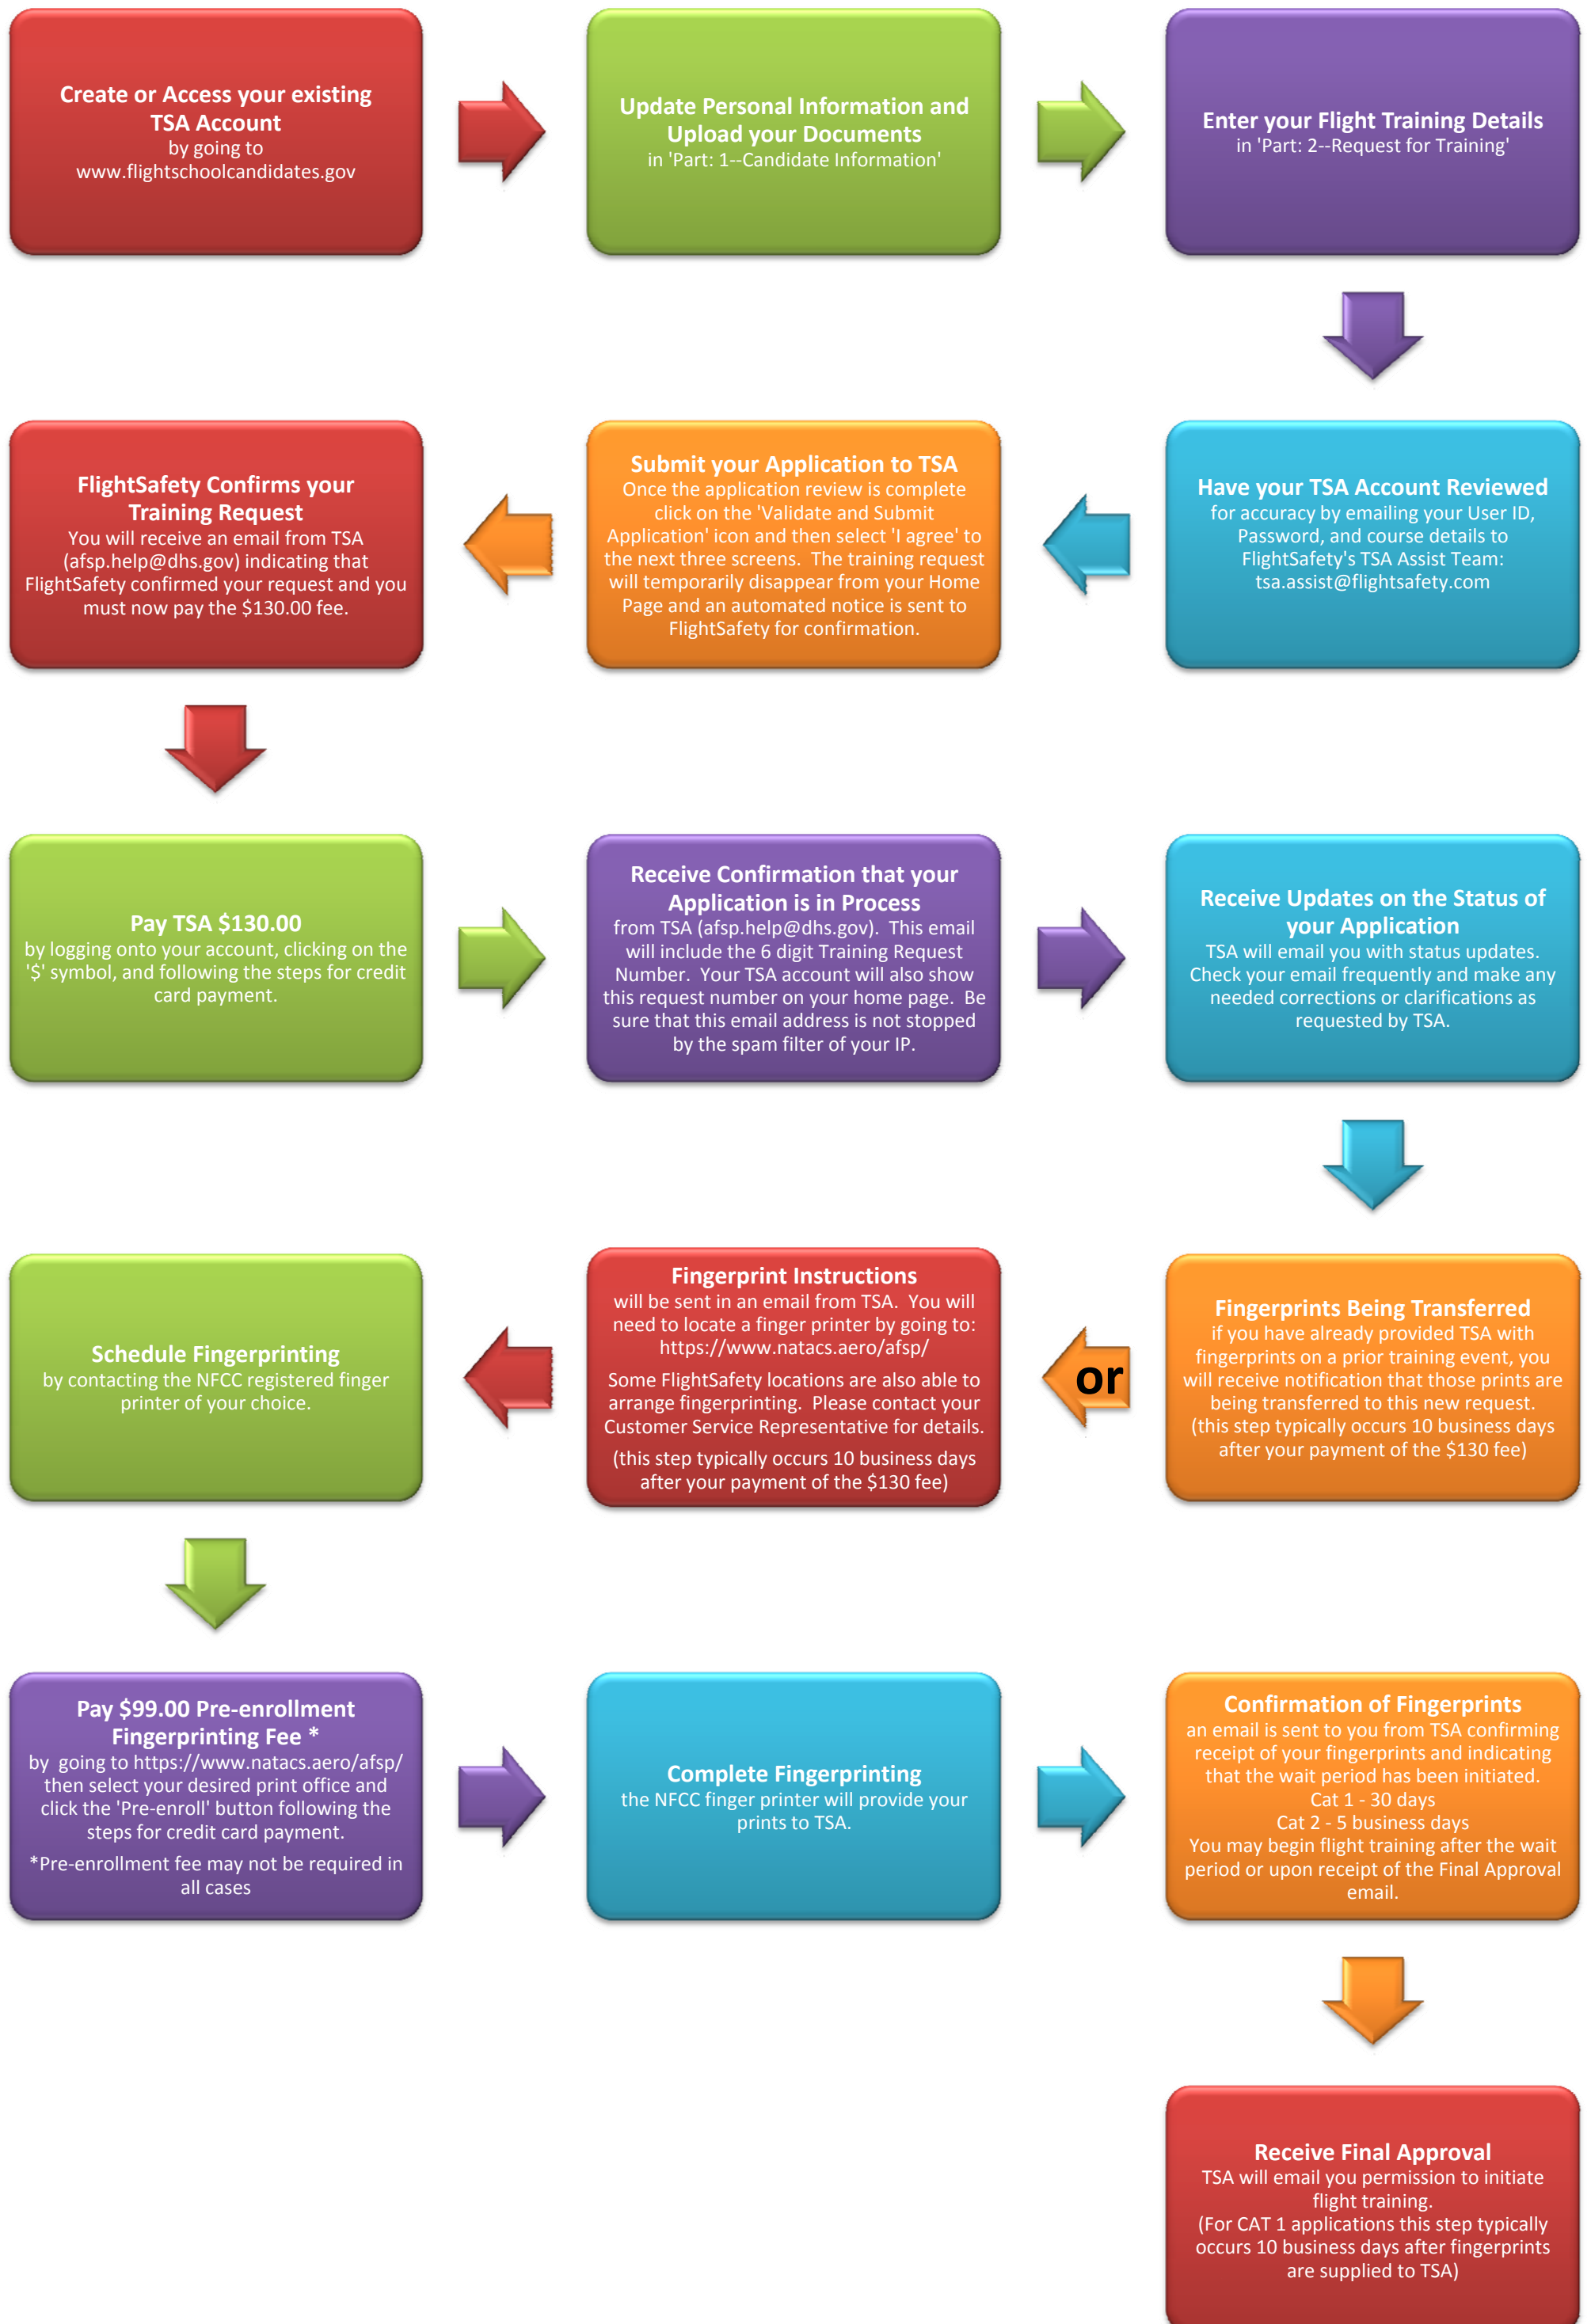 Create or Access your existing
TSA Account
by going to
www.flightschoolcandidates.gov
Update Personal Information and
Upload your Documents
in 'Part: 1--Candidate Information'
Enter your Flight Training Details
in 'Part: 2--Request for Training'
Have your TSA Account Reviewed
for accuracy by emailing your User ID,
Password, and course details to
FlightSafety's TSA Assist Team:
tsa.assist@flightsafety.com
Submit your Application to TSA
Once the application review is complete
click on the 'Validate and Submit
Application' icon and then select 'I agree' to
the next three screens.  The training request
will temporarily disappear from your Home
Page and an automated notice is sent to
FlightSafety for confirmation.
FlightSafety Confirms your
Training Request
You will receive an email from TSA
(afsp.help@dhs.gov) indicating that
FlightSafety confirmed your request and you
must now pay the $130.00 fee.
Pay TSA $130.00
by logging onto your account, clicking on the
'$' symbol, and following the steps for credit
card payment.
Receive Confirmation that your
Application is in Process
from TSA (afsp.help@dhs.gov).  This email
will include the 6 digit Training Request
Number.  Your TSA account will also show
this request number on your home page.  Be
sure that this email address is not stopped
by the spam filter of your IP.
Receive Updates on the Status of
your Application
TSA will email you with status updates.
Check your email frequently and make any
needed corrections or clarifications as
requested by TSA.
Fingerprints Being Transferred
if you have already provided TSA with
fingerprints on a prior training event, you
will receive notification that those prints are
being transferred to this new request.
(this step typically occurs 10 business days
after your payment of the $130 fee)
or
Fingerprint Instructions
will be sent in an email from TSA.  You will
need to locate a finger printer by going to:
https://www.natacs.aero/afsp/
Some FlightSafety locations are also able to
arrange fingerprinting.  Please contact your
Customer Service Representative for details.
(this step typically occurs 10 business days
after your payment of the $130 fee)
Schedule Fingerprinting
by contacting the NFCC registered finger
printer of your choice.
Pay $99.00 Pre-enrollment
Fingerprinting Fee *
by  going to https://www.natacs.aero/afsp/
then select your desired print office and
click the 'Pre-enroll' button following the
steps for credit card payment.
*Pre-enrollment fee may not be required in
all cases
Complete Fingerprinting
the NFCC finger printer will provide your
prints to TSA.
Confirmation of Fingerprints
an email is sent to you from TSA confirming
receipt of your fingerprints and indicating
that the wait period has been initiated.
Cat 1 - 30 days
Cat 2 - 5 business days
You may begin flight training after the wait
period or upon receipt of the Final Approval
email.
Receive Final Approval
TSA will email you permission to initiate
flight training.
(For CAT 1 applications this step typically
occurs 10 business days after fingerprints
are supplied to TSA)